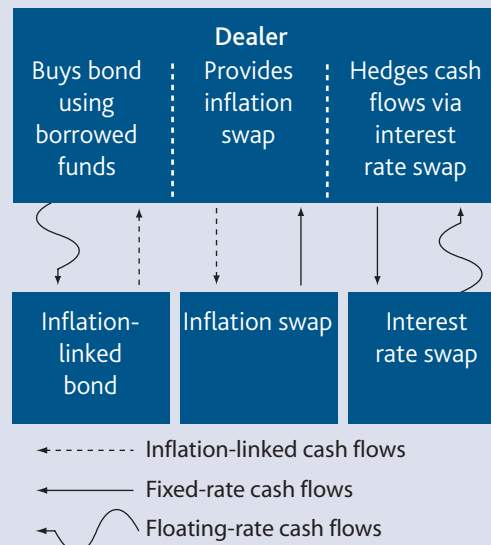 Dealer
Buys bond
using
borrowed
funds
Provides
inflation
swap
Hedges cash
flows via
interest
rate swap
Inflation-
linked
bond
Inflation swap
Interest
rate swap
Inflation-linked cash flows
Fixed-rate cash flows
Floating-rate cash flows